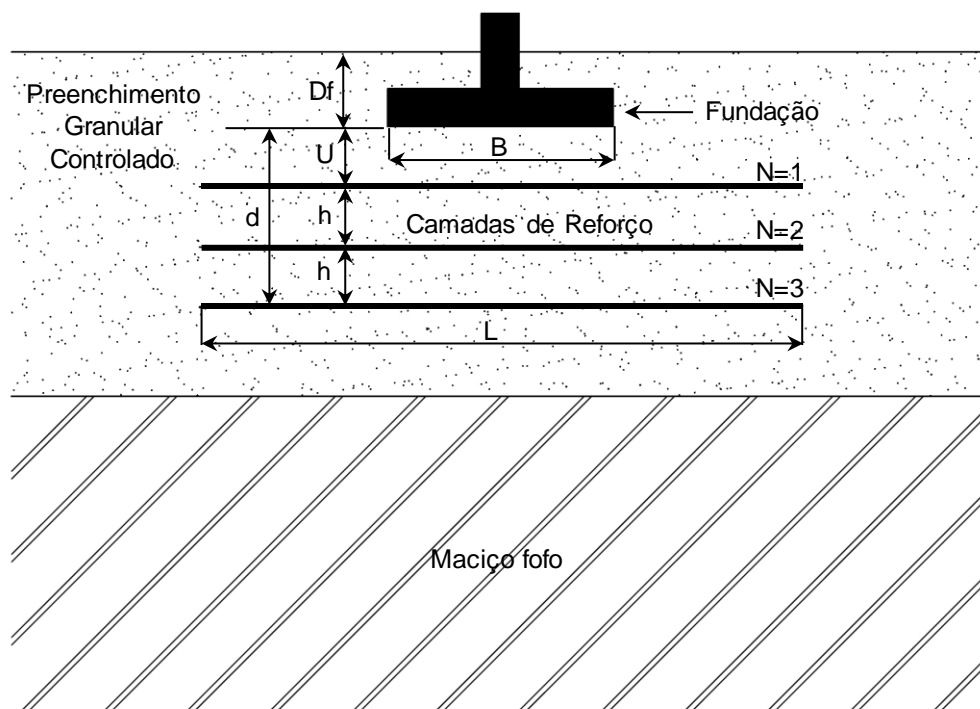 Preenchimento
Granular
Controlado
Df
Fundação
B
U
N=1
d
h
Camadas de Reforço
N=2
h
N=3
L
Maciço fofo